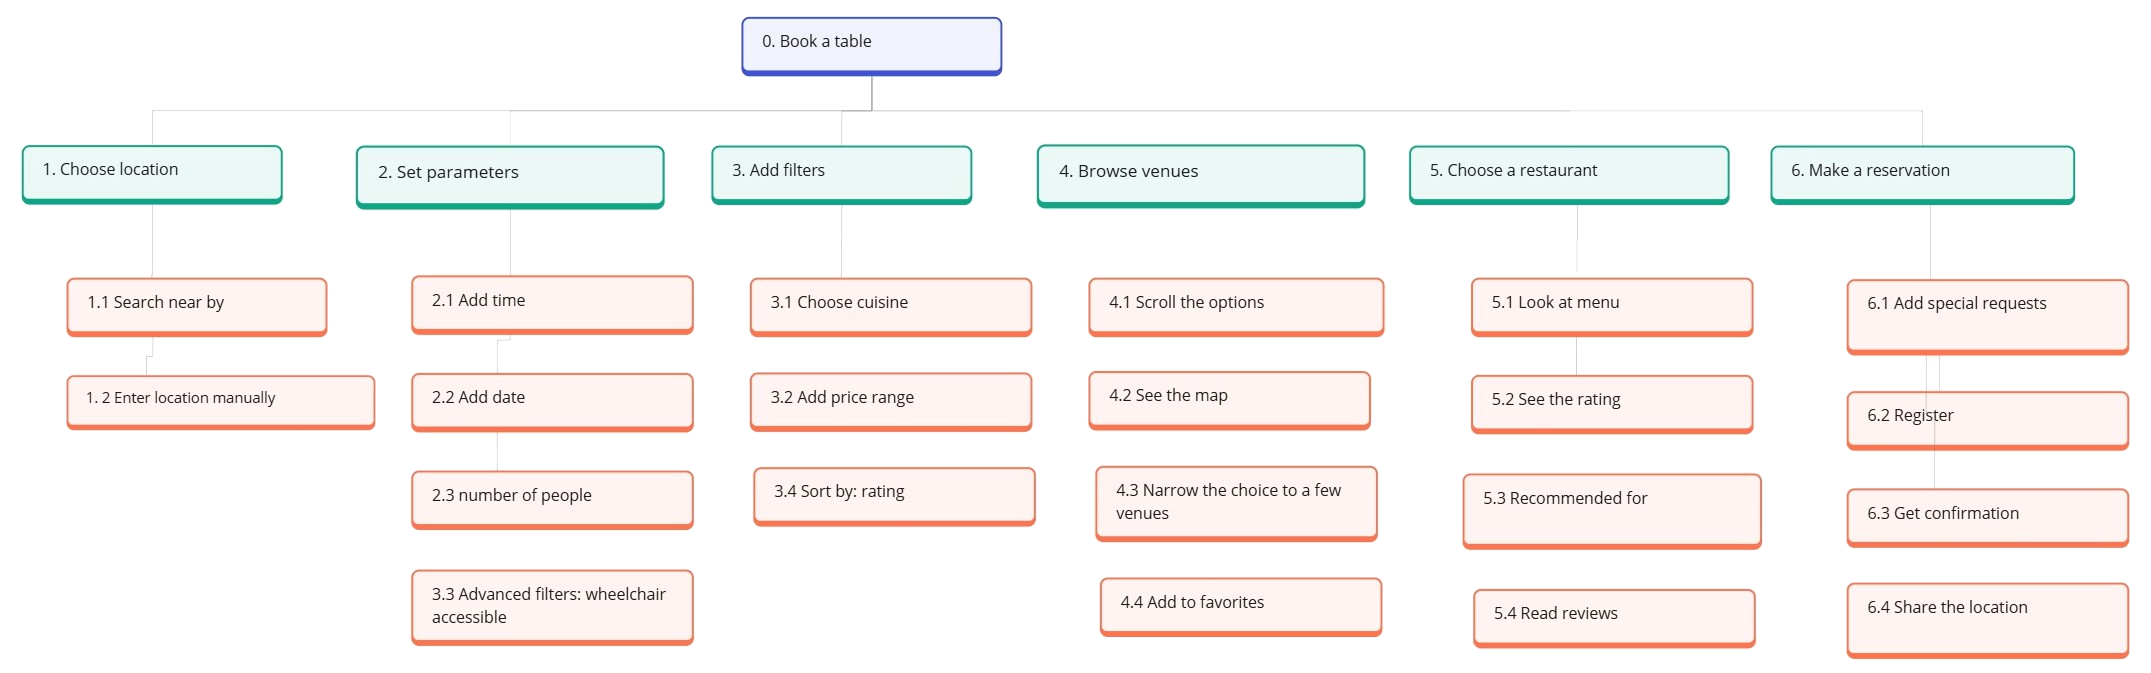 0. Book a table
1. Choose location
2. Set parameters
3. Add filters
4. Browse venues
5. Choose a restaurant
6. Make a reservation
1.1 Search near by
1. 2 Enter location manually
2.1 Add time
2.2 Add date
2.3 number of people
3.3 Advanced filters: wheelchair
accessible
3.1 Choose cuisine
3.2 Add price range
3.4 Sort by: rating
4.1 Scroll the options
4.2 See the map
4.3 Narrow the choice to a few
venues
4.4 Add to favorites
5.1 Look at menu
5.2 See the rating
5.3 Recommended for
5.4 Read reviews
6.1 Add special requests
6.2 Register
6.3 Get confirmation
6.4 Share the location